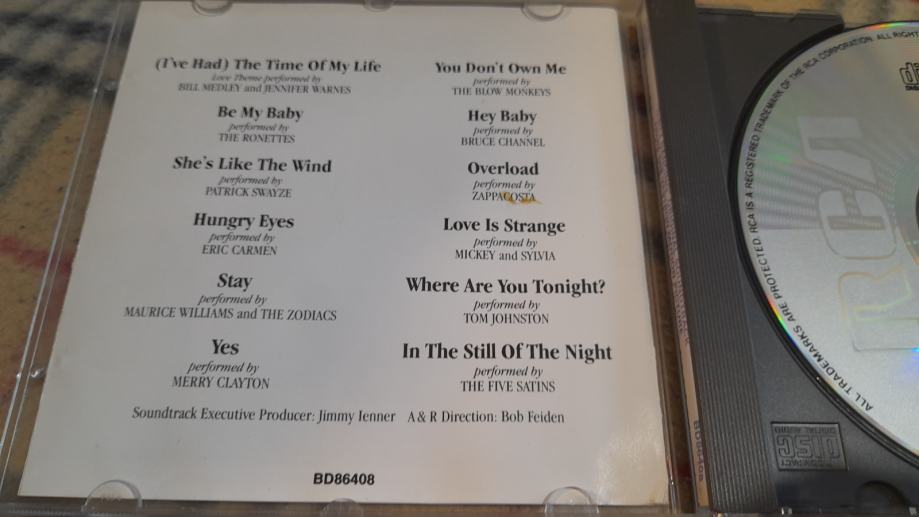 (I've Had) The Time Of My Life
Love Theme performed by
BILL MEDLEY and JENNIFER WARNES
Be My Baby
performed by
THE RONETTES
She's Like The Wind
performed by
PATRICK SWAYZE
Hungry Eyes
performed by
ERIC CARMEN
Stay
performed by
MAURICE WILLIAMS and THE ZODIACS
Yes
performed by
MERRY CLAYTON
You Don't Own Me
performed by
THE BLOW MONKEYS
Hey Baby
performed by
BRUCE CHANNEL
Overload
performed by
ZAPPACOSTA
Love Is Strange
performed by
MICKEY and SYLVIA
Where Are You Tonight?
performed by
TOM JOHNSTON
In The Still Of The Night
performed by
THE FIVE SATINS
Soundtrack Executive Producer: Jimmy Ienner A & R Direction: Bob Feiden
BD86408
ALL TRADEMARKS ARE PROTECTED. RCA IS A REGISTERED TRADEMARK OF THE RCA CORPORATION. ALL RIGHT
RCA
COMPACT
disc
DIGITAL AUDIO